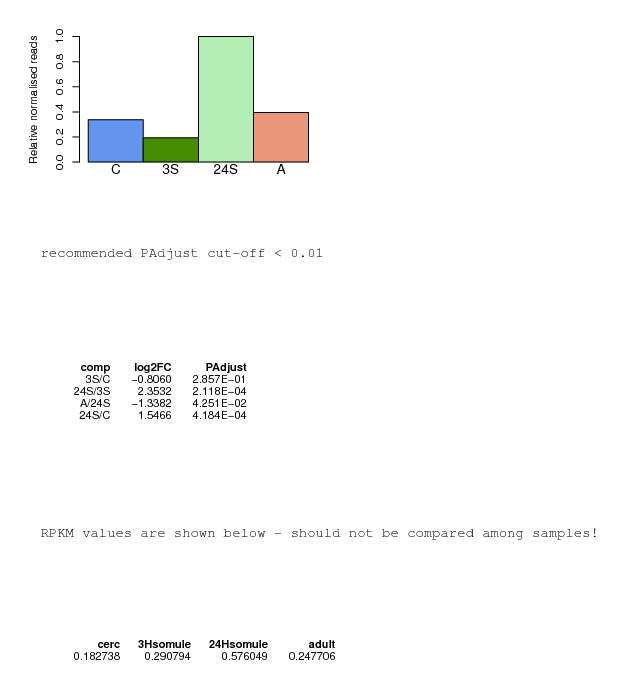 Relative normalised reads
1.0
0.8
0.6
0.4
0.2
0.0
C 3S 24S A
recommended PAdjust cut-off < 0.01
comp log2FC PAdjust
3S/C −0.8060 2.857E−01
24S/3S 2.3532 2.118E−04
A/24S −1.3382 4.251E−02
24S/C 1.5466 4.184E−04
RPKM values are shown below - should not be compared among samples!
cerc 3Hsomule 24Hsomule adult
0.182738 0.290794 0.576049 0.247706